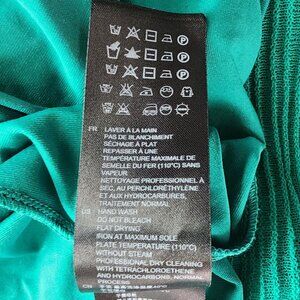 FR LAVER À LA MAIN
PAS DE BLANCHIMENT
SÉCHAGE À PLAT
REPASSER À UNE
TEMPÉRATURE MAXIMALE DE
SEMELLE DU FER (110°C) SANS
VAPEUR
NETTOYAGE PROFESSIONNEL À
SEC, AU PERCHLORÉTHYLÈNE
ET AUX HYDROCARBURES,
TRAITEMENT NORMAL
US HAND WASH
DO NOT BLEACH
FLAT DRYING
IRON AT MAXIMUM SOLE
PLATE TEMPERATURE (110°C)
WITHOUT STEAM
PROFESSIONAL DRY CLEANING
WITH TETRACHLOROETHENE
AND HYDROCARBONS, NORMAL
PROCESS